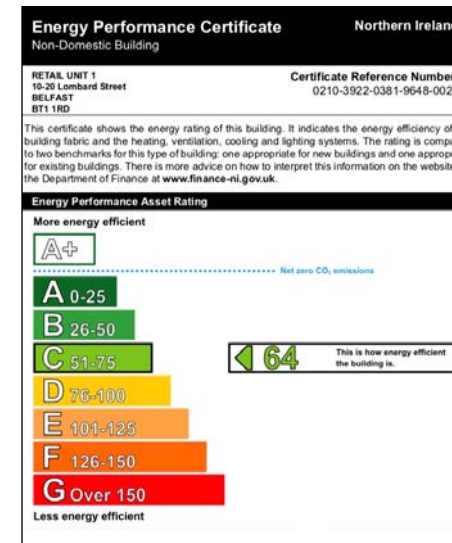 Energy Performance Certificate
Northern Irelan
Non-Domestic Building
RETAIL UNIT 1
10-20 Lombard Street
BELFAST
BT1 1RD
Certificate Reference Number
0210-3922-0381-9648-002
This certificate shows the energy rating of this building. It indicates the energy efficiency of
building fabric and the heating, ventilation, cooling and lighting systems. The rating is compa
to two benchmarks for this type of building: one appropriate for new buildings and one approp
for existing buildings. There is more advice on how to interpret this information on the website
the Department of Finance at www.finance-ni.gov.uk.
Energy Performance Asset Rating
More energy efficient
A+
Net zero CO₂ emissions
A 0-25
B 26-50
C 51-75
64
This is how energy efficient
the building is.
D 76-100
E 101-125
F 126-150
G Over 150
Less energy efficient